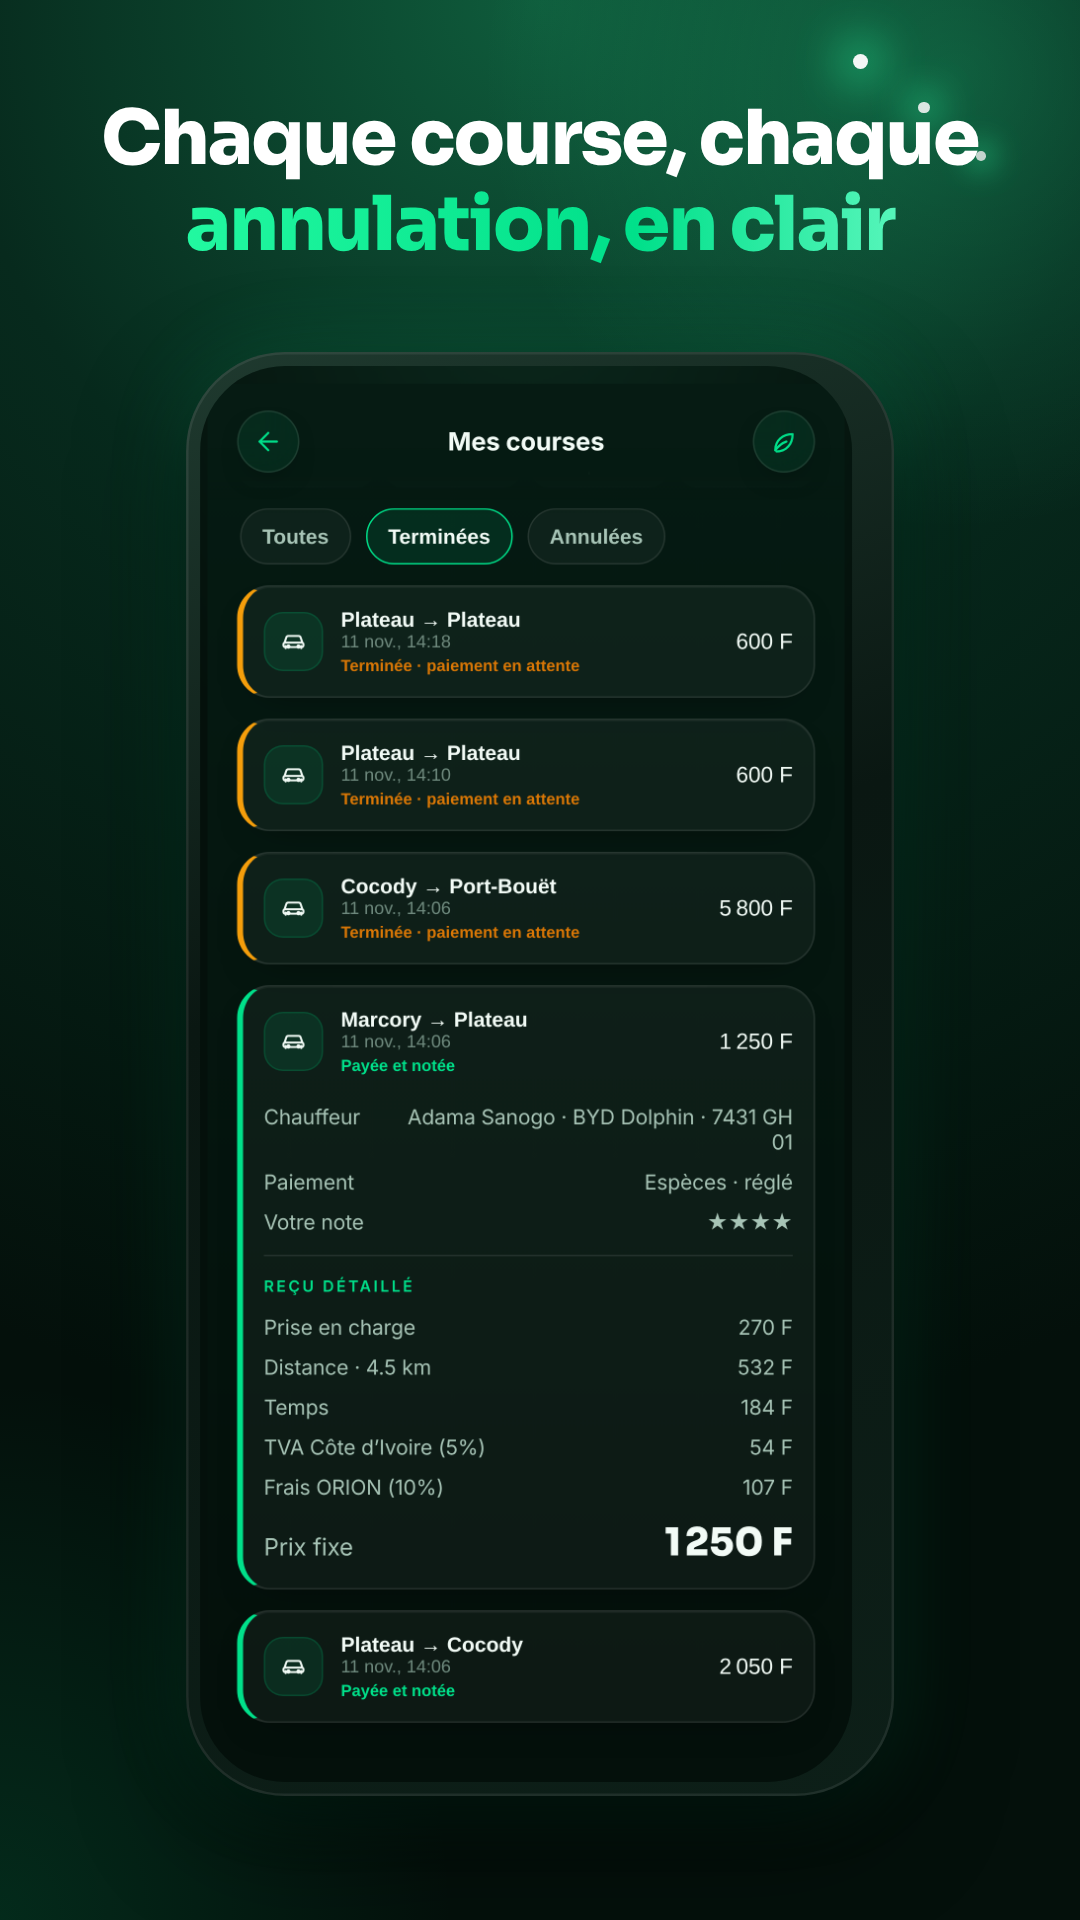 Chaque course, chaque
annulation, en clair
Mes courses
Toutes
Terminées
Annulées
Plateau → Plateau
11 nov., 14:18
Terminée · paiement en attente
600 F
Plateau → Plateau
11 nov., 14:10
Terminée · paiement en attente
600 F
Cocody → Port-Bouët
11 nov., 14:06
Terminée · paiement en attente
5 800 F
Marcory → Plateau
11 nov., 14:06
Payée et notée
1 250 F
Chauffeur
Adama Sanogo · BYD Dolphin · 7431 GH
01
Paiement
Espèces · réglé
Votre note
★★★★
REÇU DÉTAILLÉ
Prise en charge
270 F
Distance · 4.5 km
532 F
Temps
184 F
TVA Côte d’Ivoire (5%)
54 F
Frais ORION (10%)
107 F
Prix fixe
1 250 F
Plateau → Cocody
11 nov., 14:06
Payée et notée
2 050 F